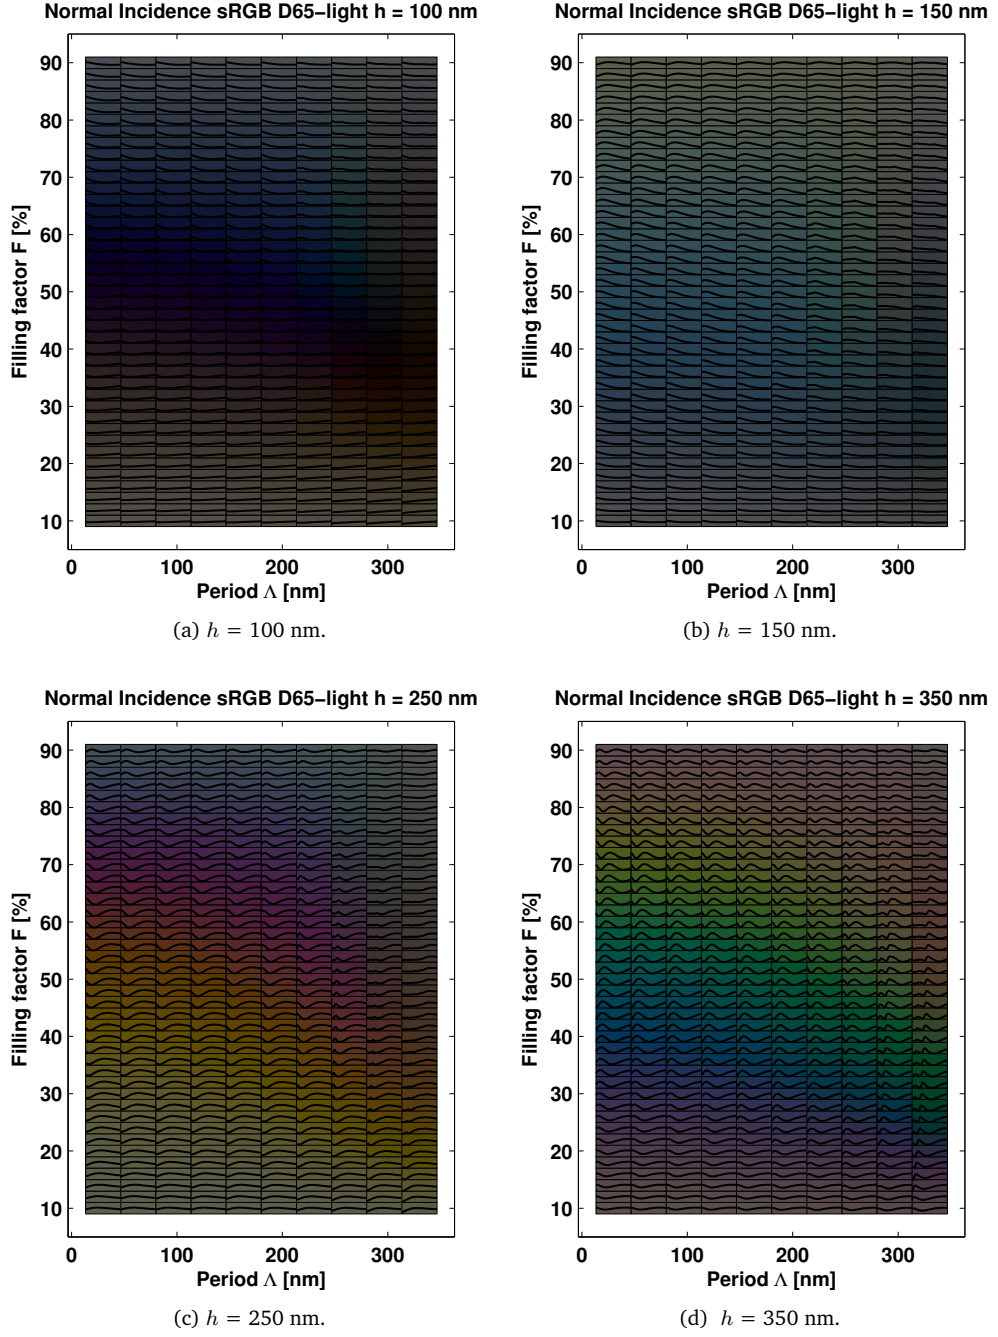 Normal Incidence sRGB D65−light h = 100 nm
90
80
70
60
50
40
30
20
10
Filling factor F [%]
0 100 200 300
Period Λ [nm]
(a) h = 100 nm.
Normal Incidence sRGB D65−light h = 150 nm
90
80
70
60
50
40
30
20
10
Filling factor F [%]
0 100 200 300
Period Λ [nm]
(b) h = 150 nm.
Normal Incidence sRGB D65−light h = 250 nm
90
80
70
60
50
40
30
20
10
Filling factor F [%]
0 100 200 300
Period Λ [nm]
(c) h = 250 nm.
Normal Incidence sRGB D65−light h = 350 nm
90
80
70
60
50
40
30
20
10
Filling factor F [%]
0 100 200 300
Period Λ [nm]
(d) h = 350 nm.